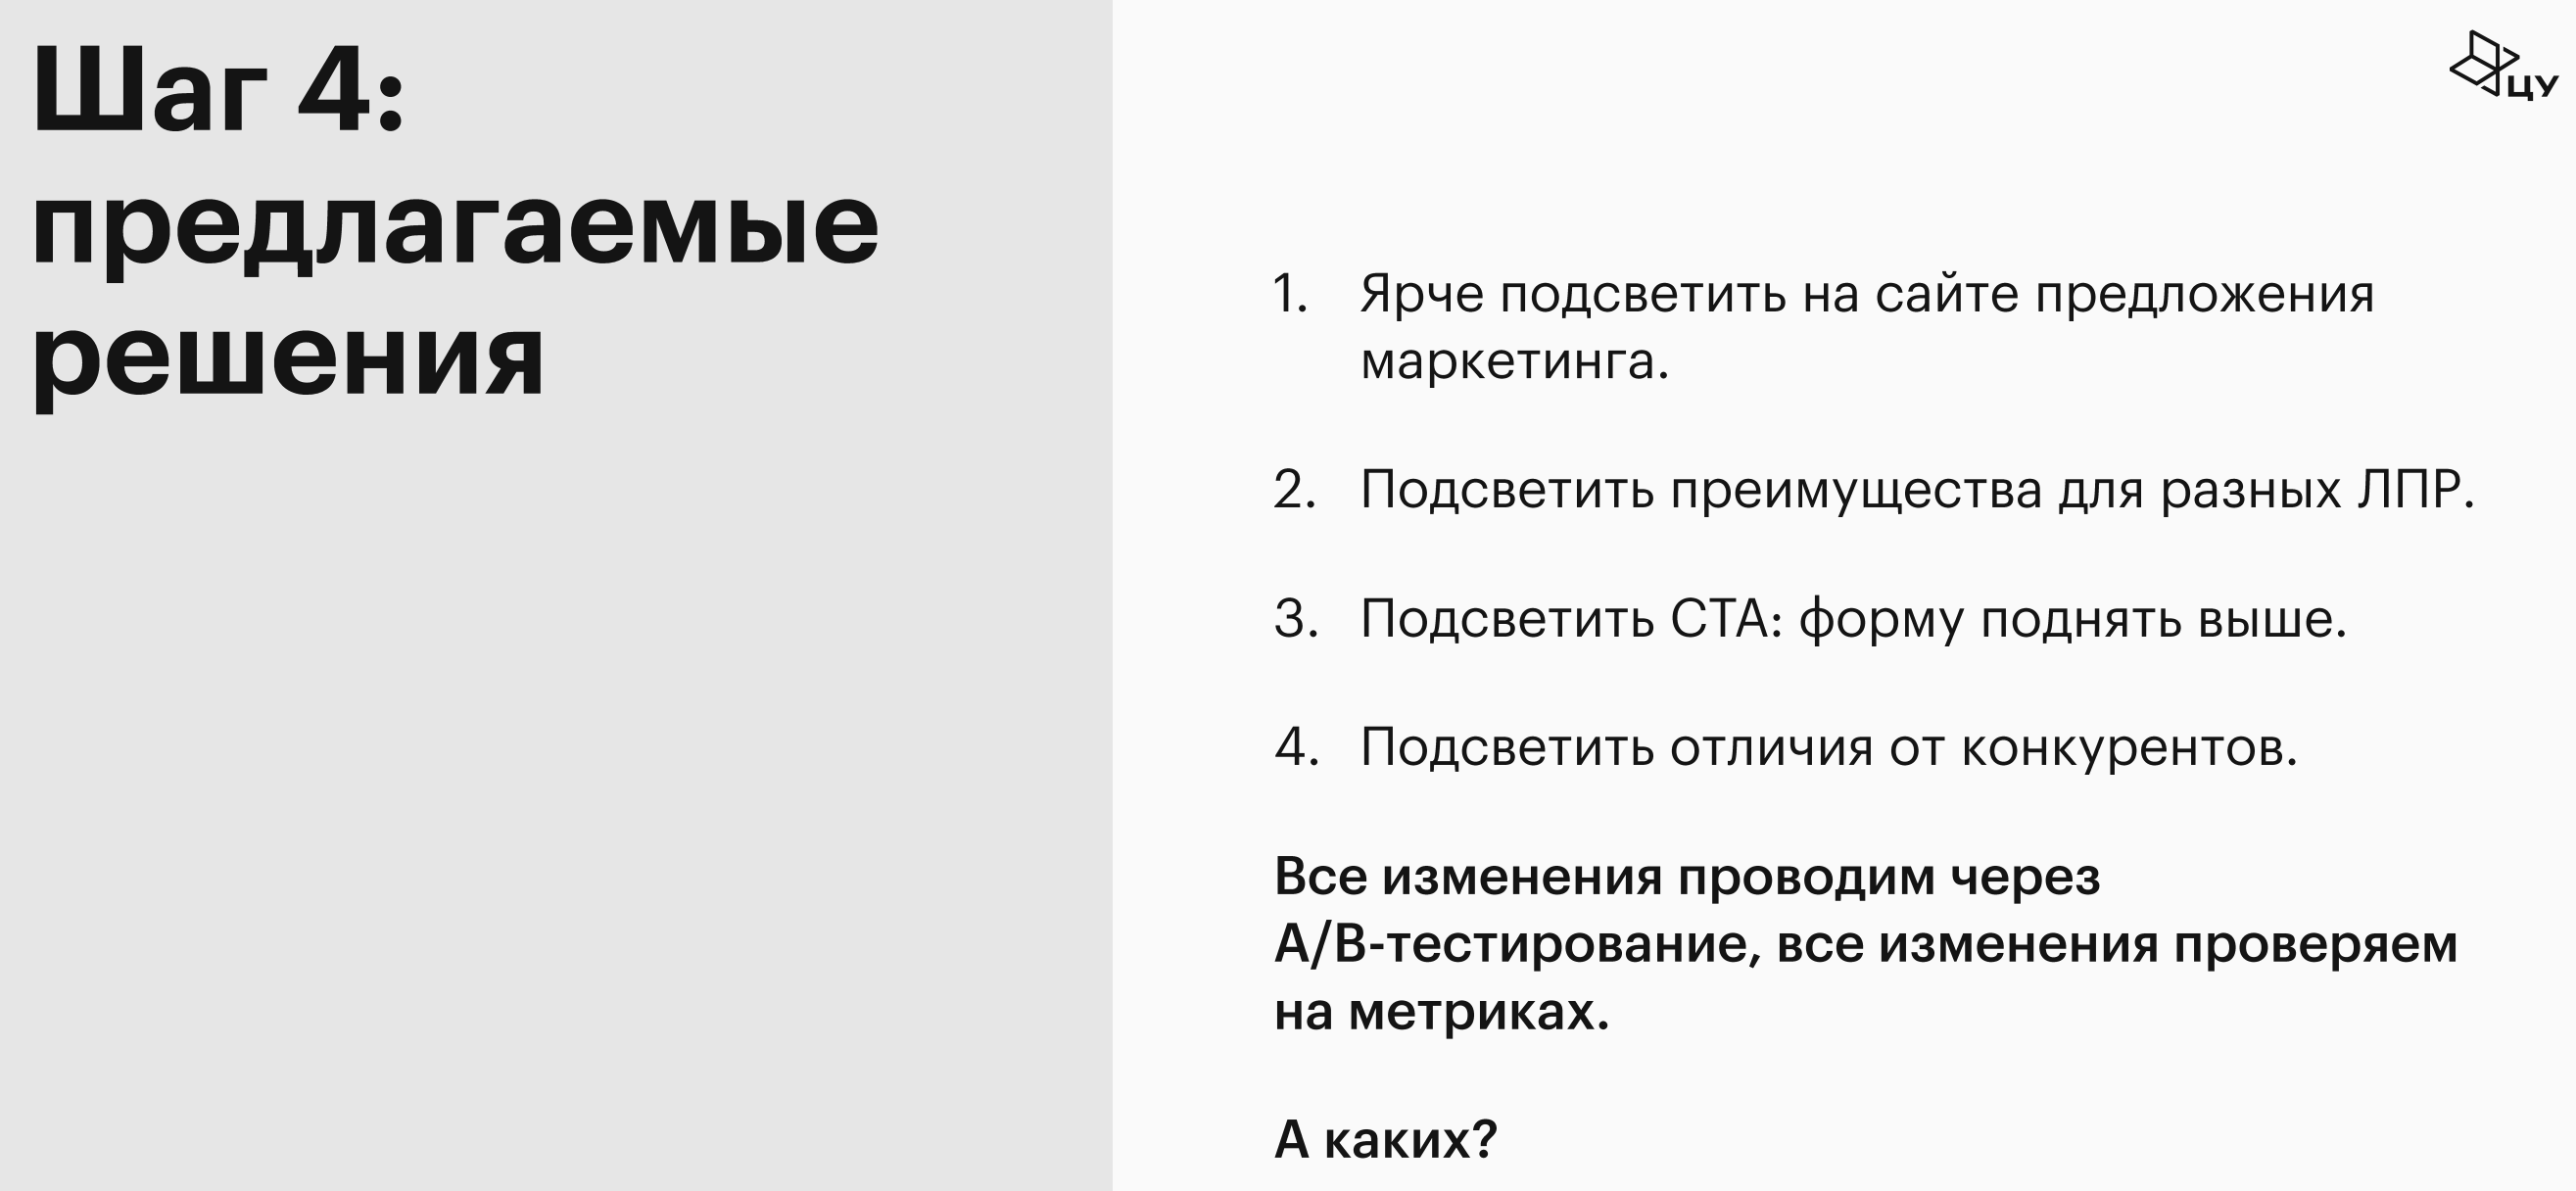 Шаг 4:
предлагаемые
решения
ЦУ
1. Ярче подсветить на сайте предложения
маркетинга.
2. Подсветить преимущества для разных ЛПР.
3. Подсветить CTA: форму поднять выше.
4. Подсветить отличия от конкурентов.
Все изменения проводим через
A/B-тестирование, все изменения проверяем
на метриках.
А каких?